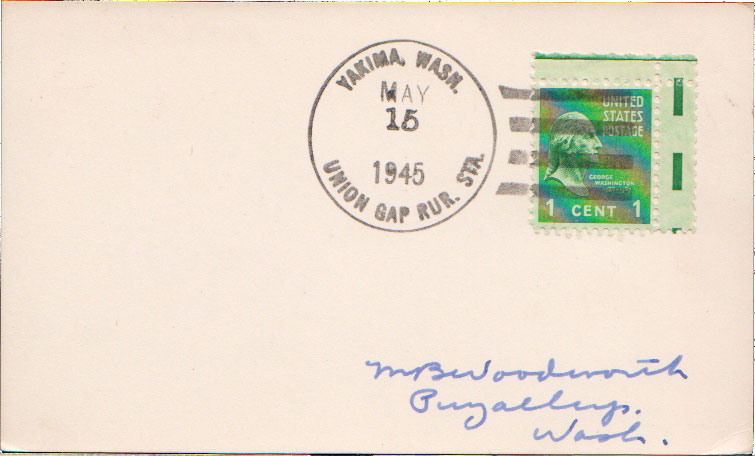 YAKIMA, WASH.
MAY
15
1945
UNION GAP RUR. STA.
UNITED
STATES
POSTAGE
GEORGE
WASHINGTON
1 CENT 1
M B Woodworth
Puyallup.
Wash.